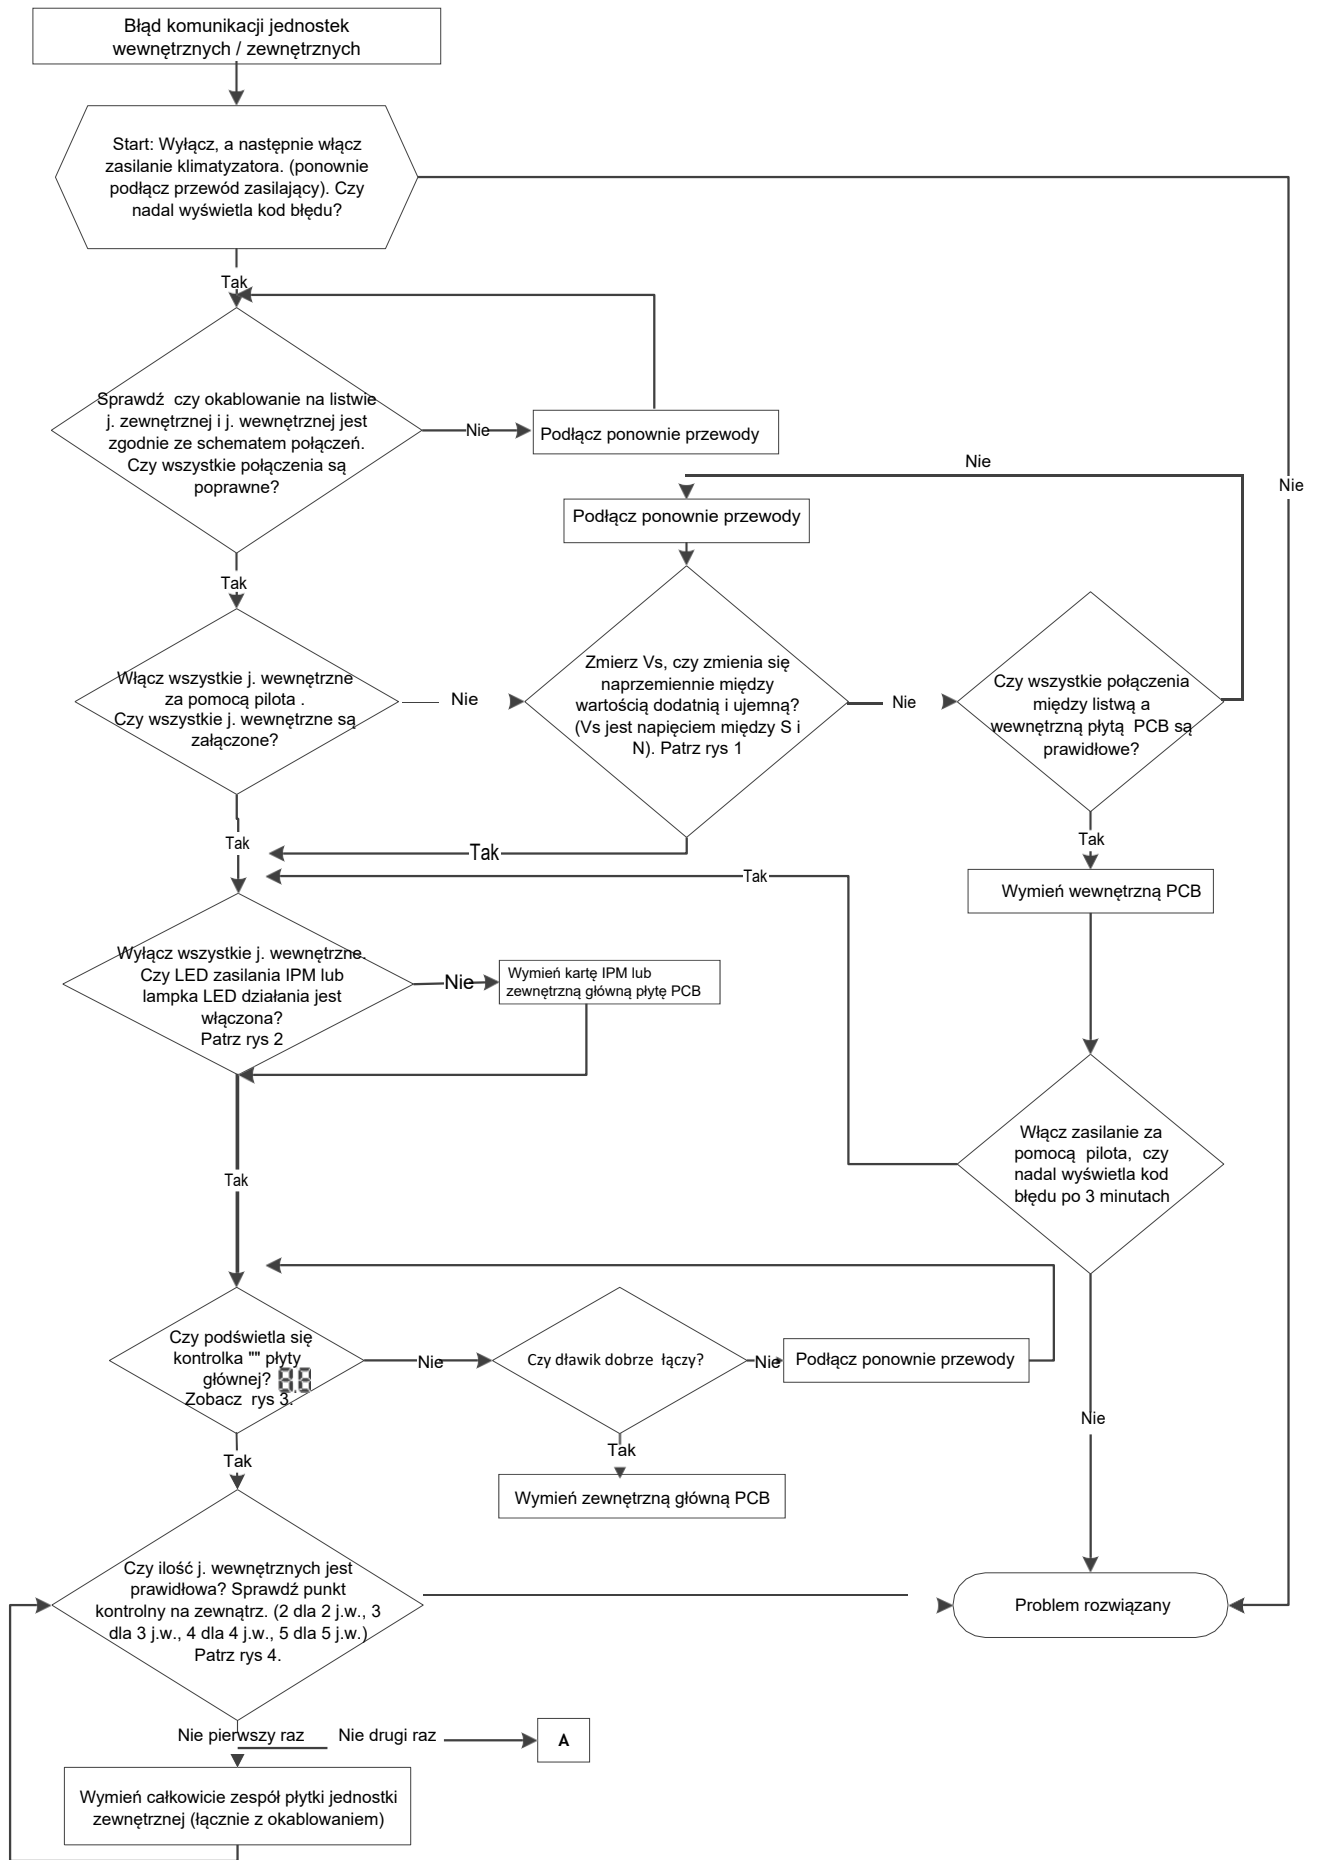 Błąd komunikacji jednostek
wewnętrznych / zewnętrznych
Start: Wyłącz, a następnie włącz
zasilanie klimatyzatora. (ponownie
podłącz przewód zasilający). Czy
nadal wyświetla kod błędu?
Tak
Nie
Sprawdź czy okablowanie na listwie
j. zewnętrznej i j. wewnętrznej jest
zgodnie ze schematem połączeń.
Czy wszystkie połączenia są
poprawne?
Nie
Podłącz ponownie przewody
Nie
Podłącz ponownie przewody
Tak
Włącz wszystkie j. wewnętrzne
za pomocą pilota .
Czy wszystkie j. wewnętrzne są
załączone?
Nie
Zmierz Vs, czy zmienia się
naprzemiennie między
wartością dodatnią i ujemną?
(Vs jest napięciem między S i
N). Patrz rys 1
Nie
Czy wszystkie połączenia
między listwą a
wewnętrzną płytą PCB są
prawidłowe?
Tak
Tak
Tak
Tak
Wymień wewnętrzną PCB
Wyłącz wszystkie j. wewnętrzne.
Czy LED zasilania IPM lub
lampka LED działania jest
włączona?
Patrz rys 2
Nie
Wymień kartę IPM lub
zewnętrzną główną płytę PCB
Włącz zasilanie za
pomocą pilota, czy
nadal wyświetla kod
błędu po 3 minutach
Tak
Czy podświetla się
kontrolka "" płyty
głównej? 8.8
Zobacz rys 3.
Nie
Czy dławik dobrze łączy?
Nie
Podłącz ponownie przewody
Nie
Tak
Tak
Wymień zewnętrzną główną PCB
Czy ilość j. wewnętrznych jest
prawidłowa? Sprawdź punkt
kontrolny na zewnątrz. (2 dla 2 j.w., 3
dla 3 j.w., 4 dla 4 j.w., 5 dla 5 j.w.)
Patrz rys 4.
Problem rozwiązany
Nie pierwszy raz
Nie drugi raz
A
Wymień całkowicie zespół płytki jednostki
zewnętrznej (łącznie z okablowaniem)